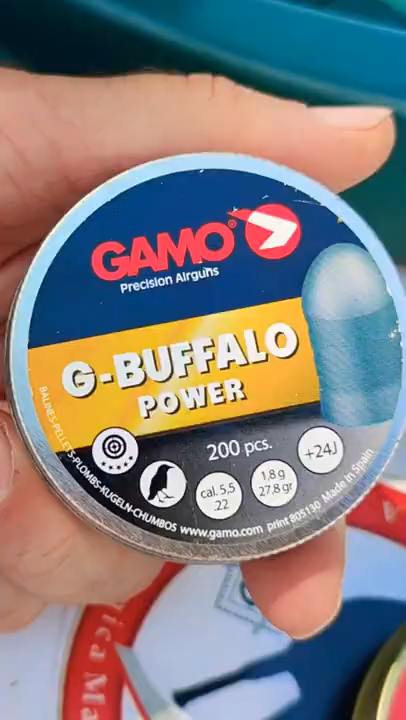 GAMO®
Precision Airguns
G-BUFFALO
POWER
200 pcs.
+24J
cal. 5,5
.22
1,8 g
27,8 gr
BALINES-PELLETS-PLOMBS-KUGELN-CHUMBOS www.gamo.com print 805130 Made in Spain